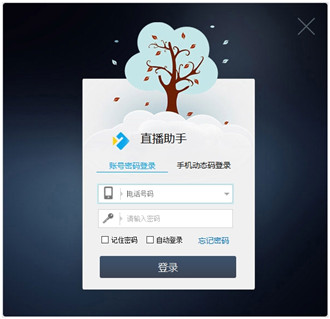 直播助手
账号密码登录 手机动态码登录
电话号码
请输入密码
记住密码 自动登录 忘记密码
登录